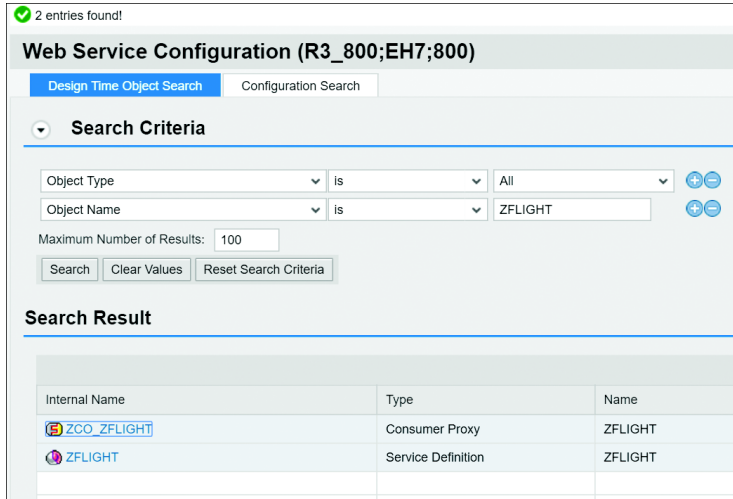 2 entries found!
Web Service Configuration (R3_800;EH7;800)
Design Time Object Search Configuration Search
Search Criteria
Object Type is All
Object Name is ZFLIGHT
Maximum Number of Results: 100
Search Clear Values Reset Search Criteria
Search Result
Internal Name Type Name
ZCO_ZFLIGHT Consumer Proxy ZFLIGHT
ZFLIGHT Service Definition ZFLIGHT